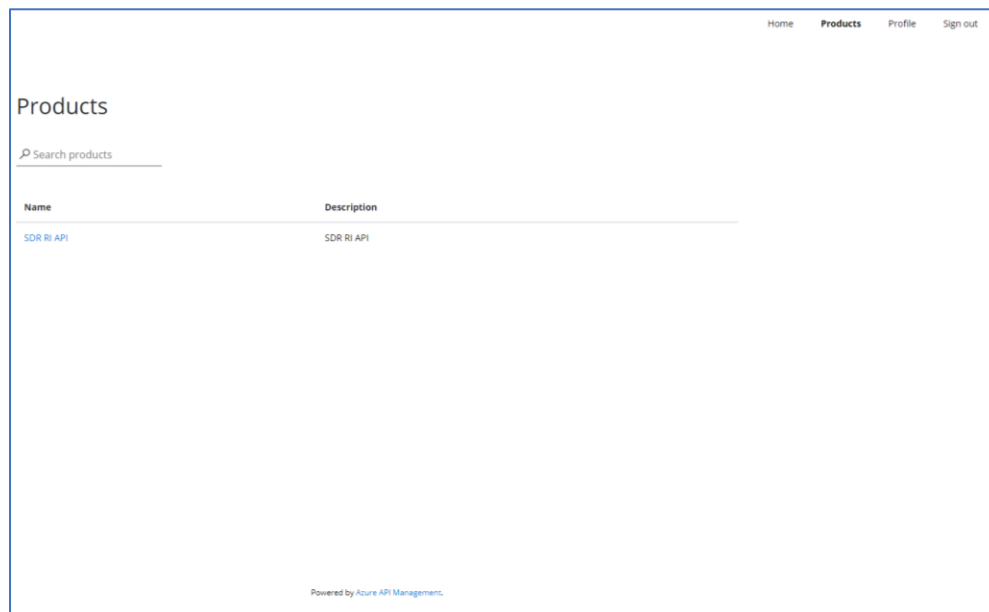 Home Products Profile Sign out
Products
Search products
Name Description
SDR RI API SDR RI API
Powered by Azure API Management.